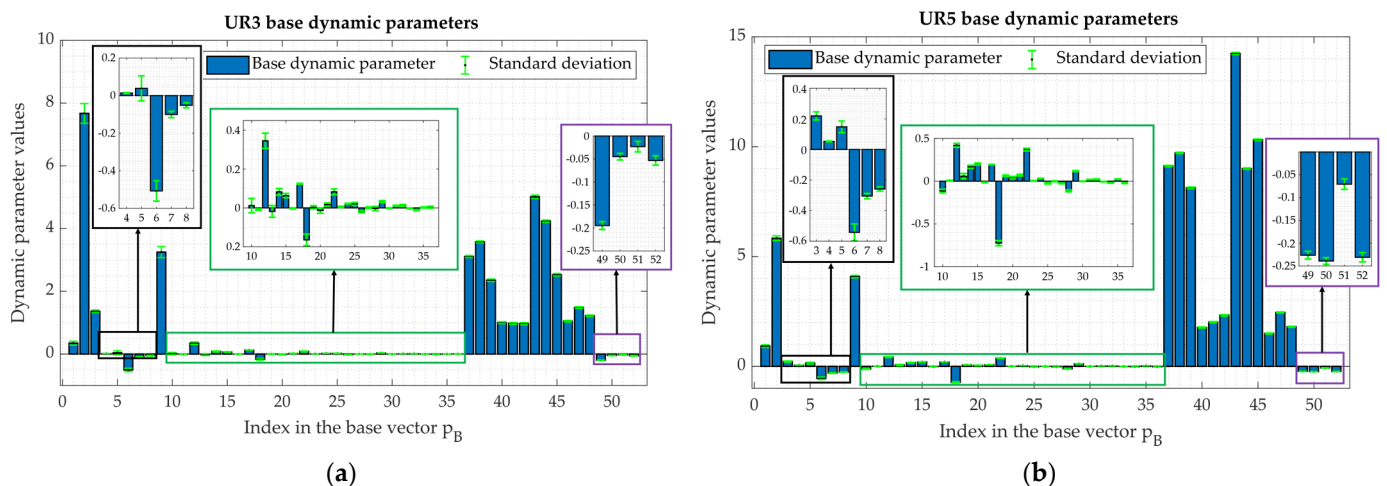 UR3 base dynamic parameters
Base dynamic parameter Standard deviation
Dynamic parameter values
10
8
6
4
2
0
0.2
0
-0.2
-0.4
-0.6
4 5 6 7 8
0.4
0.2
0
0.2
10 15 20 25 30 35
0
-0.05
-0.1
-0.15
-0.2
-0.25
49 50 51 52
0 5 10 15 20 25 30 35 40 45 50
Index in the base vector pB
(a)
UR5 base dynamic parameters
Base dynamic parameter Standard deviation
Dynamic parameter values
15
10
5
0
0.4
0.2
0
-0.2
-0.4
-0.6
3 4 5 6 7 8
0.5
0
-0.5
-1
10 15 20 25 30 35
-0.05
-0.1
-0.15
-0.2
-0.25
49 50 51 52
0 5 10 15 20 25 30 35 40 45 50
Index in the base vector pB
(b)